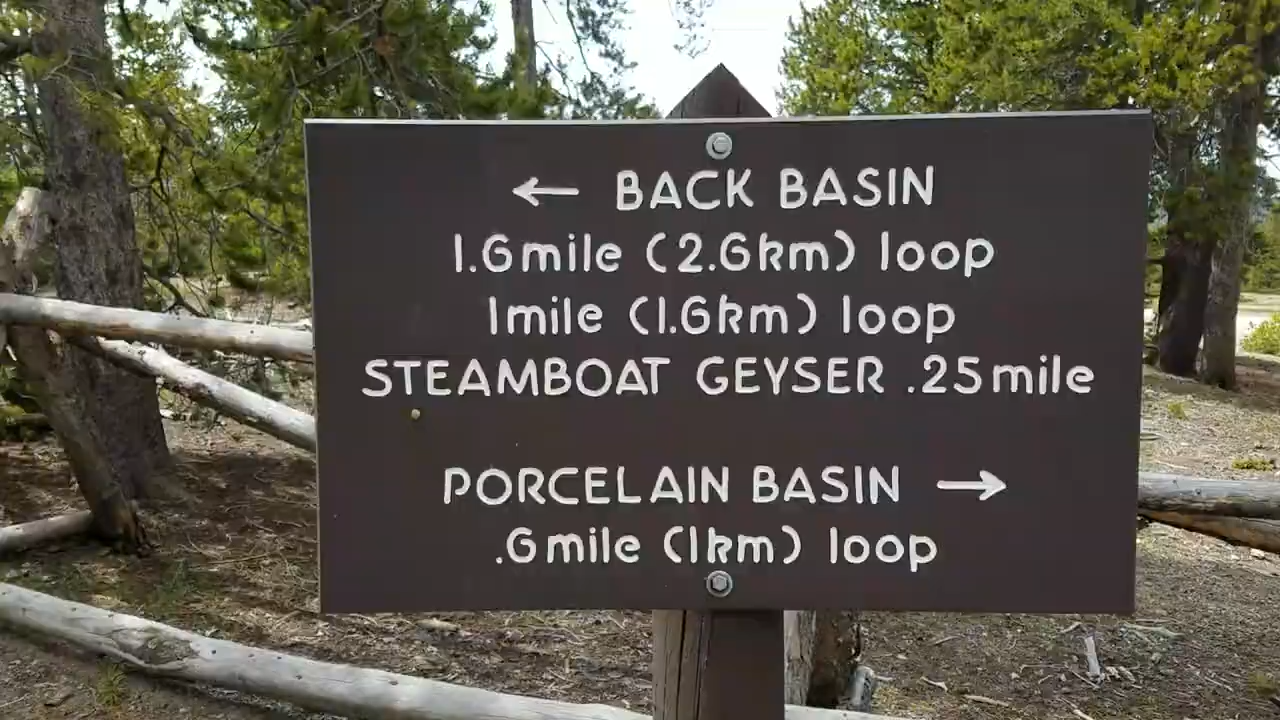 ← BACK BASIN
1.6mile (2.6km) loop
1mile (1.6km) loop
STEAMBOAT GEYSER .25mile
PORCELAIN BASIN →
.6mile (1km) loop